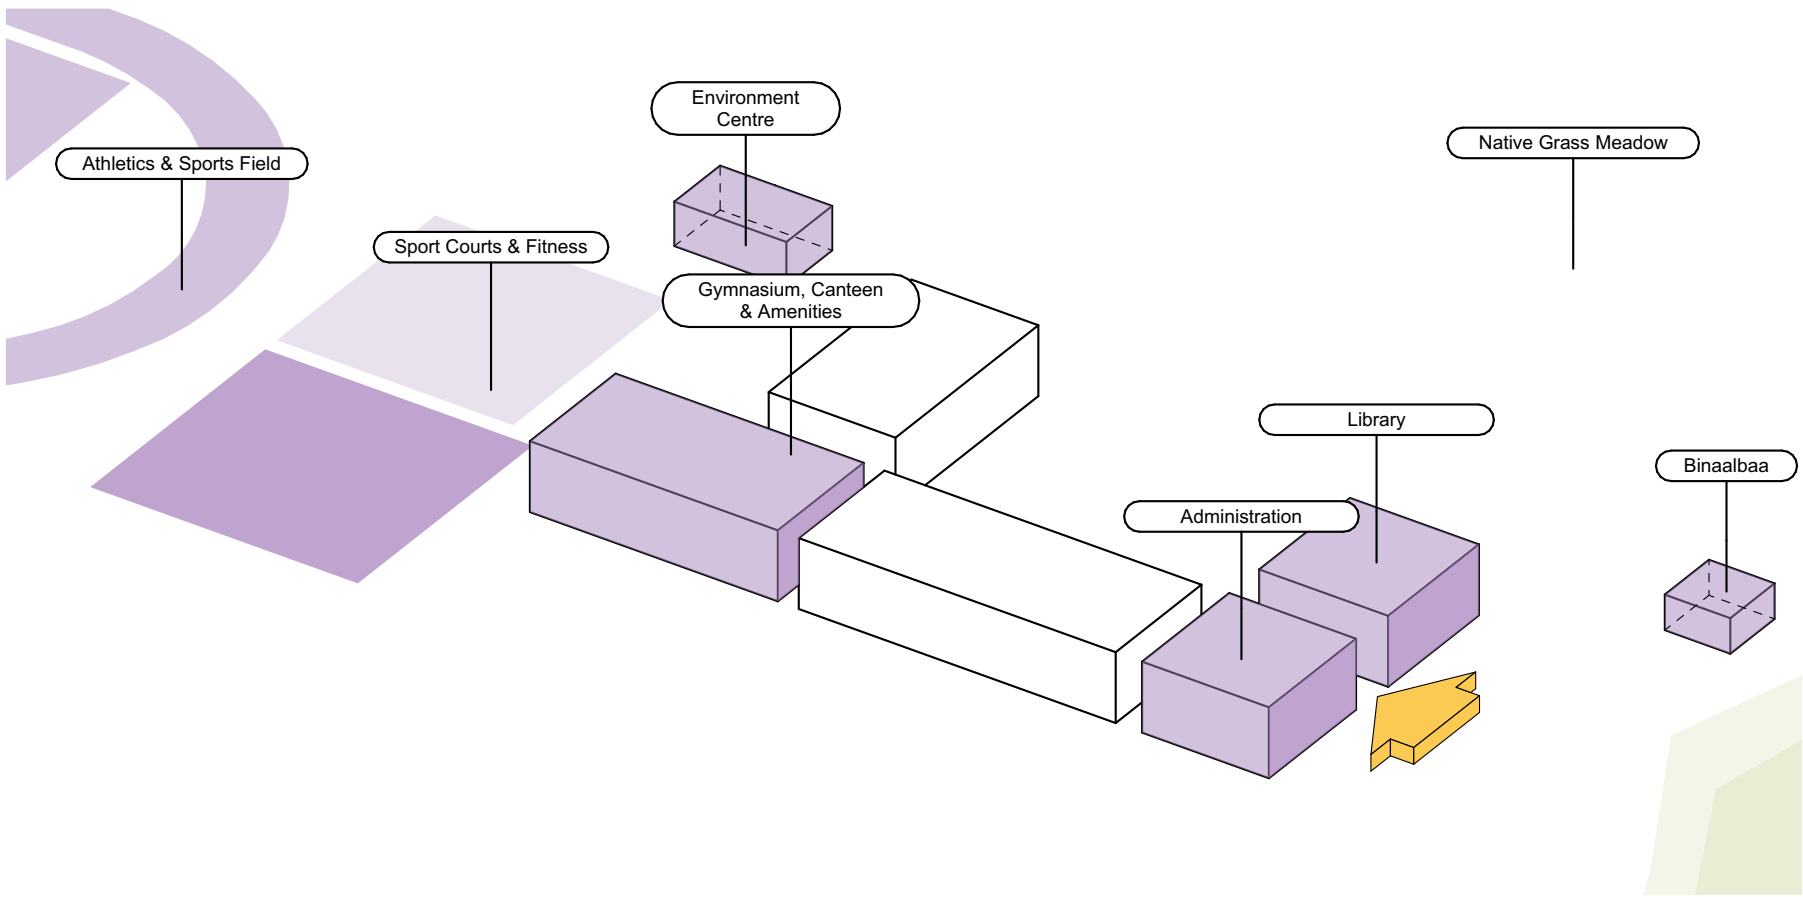 Environment
Centre
Native Grass Meadow
Athletics & Sports Field
Sport Courts & Fitness
Gymnasium, Canteen
& Amenities
Library
Binaalbaa
Administration